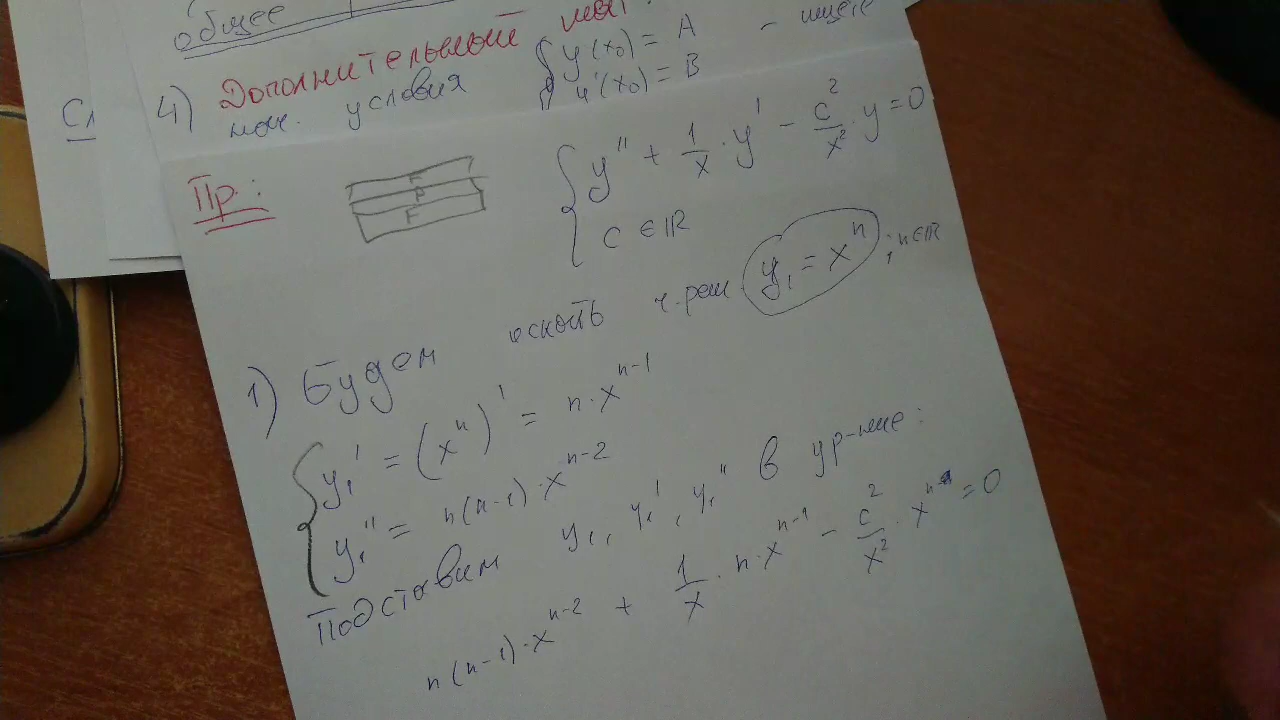 общее
4) Дополнительный
нач. условия { y(x₀) = A
y'(x₀) = B
Сл
Пр.:
F
P
F
{ y'' + 1/x · y' - c²/x² · y = 0
c ∈ ℝ
1) Будем искать ч. реш. y₁ = xⁿ ; n ∈ ℝ
{ y₁' = (xⁿ)' = n · xⁿ⁻¹
y₁'' = n(n-1) · xⁿ⁻²
Подставим y₁, y₁', y₁'' в ур-ние:
n(n-1) · xⁿ⁻² + 1/x · n · xⁿ⁻¹ - c²/x² · xⁿ = 0